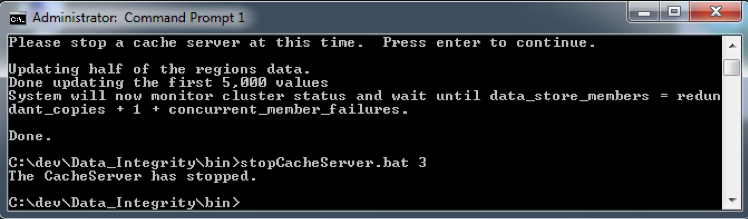 Administrator: Command Prompt 1
Please stop a cache server at this time.  Press enter to continue.
Updating half of the regions data.
Done updating the first 5,000 values
System will now monitor cluster status and wait until data_store_members = redun
dant_copies + 1 + concurrent_member_failures.
Done.
C:\dev\Data_Integrity\bin>stopCacheServer.bat 3
The CacheServer has stopped.
C:\dev\Data_Integrity\bin>